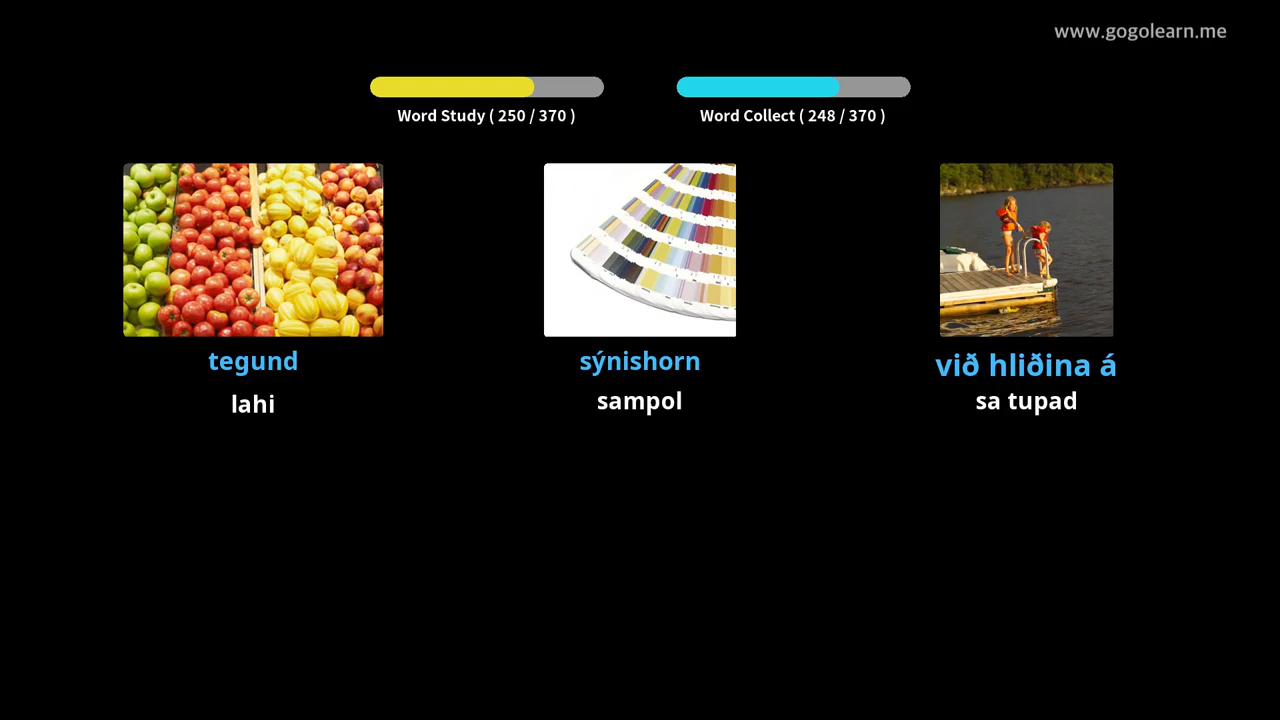 www.gogolearn.me
Word Study ( 250 / 370 )
Word Collect ( 248 / 370 )
tegund
lahi
sýnishorn
sampol
við hliðina á
sa tupad